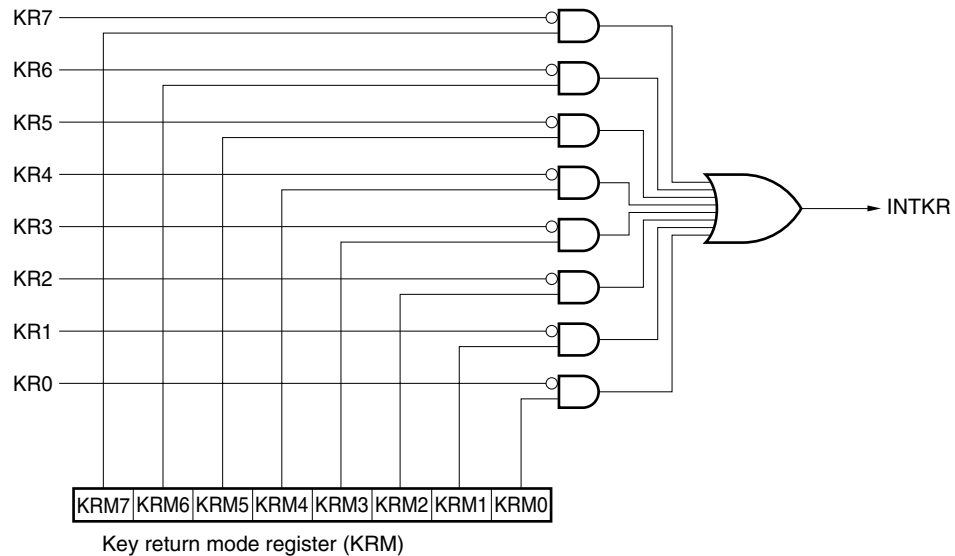 KR7
KR6
KR5
KR4
KR3
KR2
KR1
KR0
INTKR
KRM7 KRM6 KRM5 KRM4 KRM3 KRM2 KRM1 KRM0
Key return mode register (KRM)